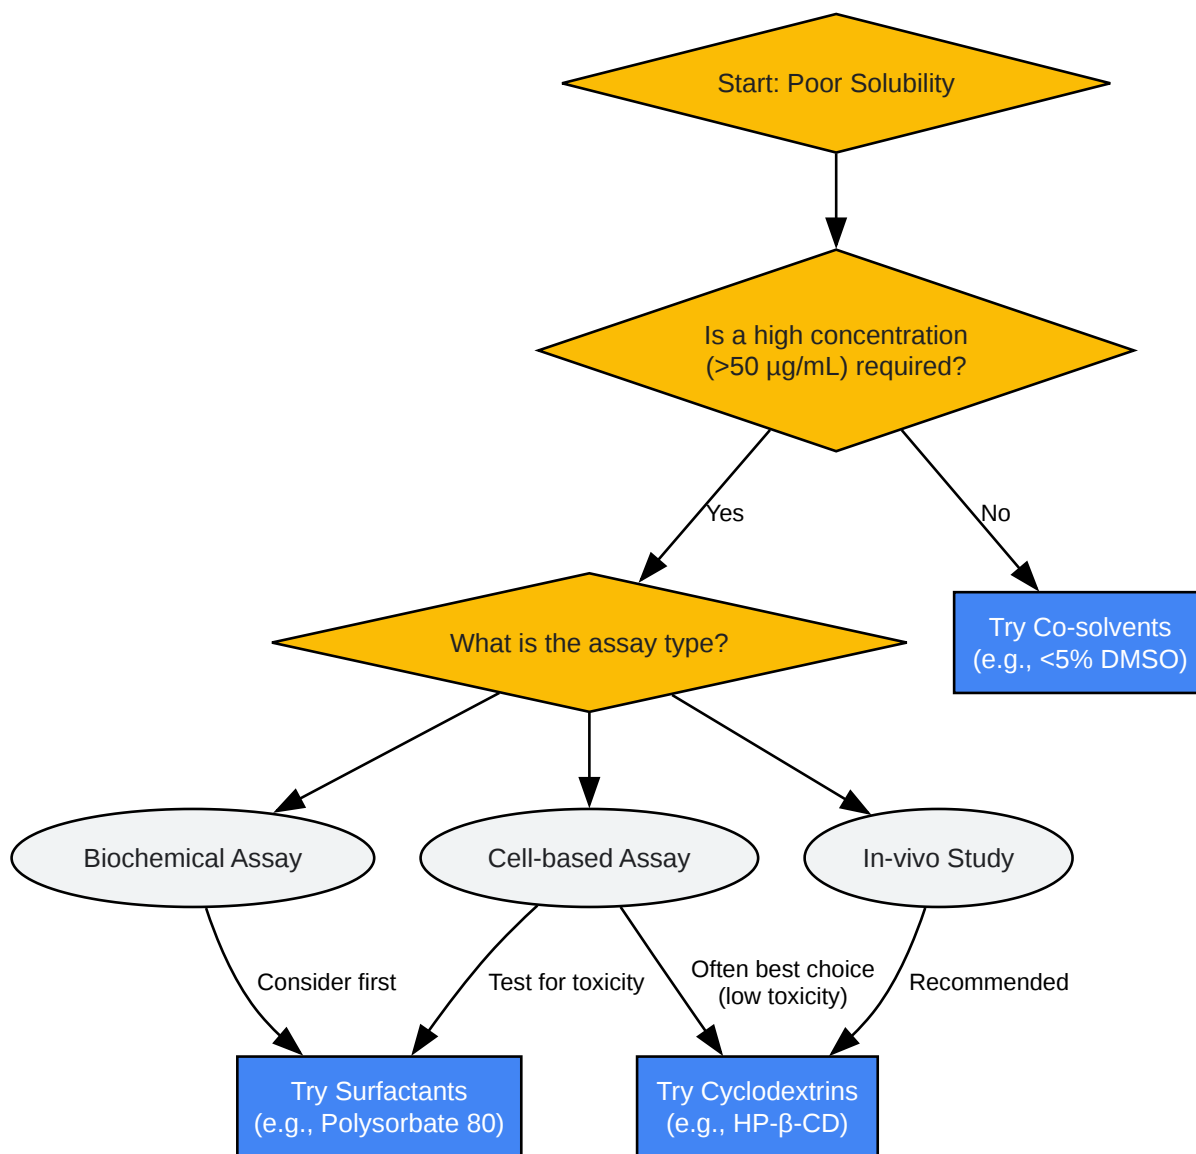 Start: Poor Solubility
Is a high concentration
(>50 µg/mL) required?
Yes
No
Try Co-solvents
(e.g., <5% DMSO)
What is the assay type?
Biochemical Assay
Cell-based Assay
In-vivo Study
Consider first
Test for toxicity
Often best choice
(low toxicity)
Recommended
Try Surfactants
(e.g., Polysorbate 80)
Try Cyclodextrins
(e.g., HP-β-CD)